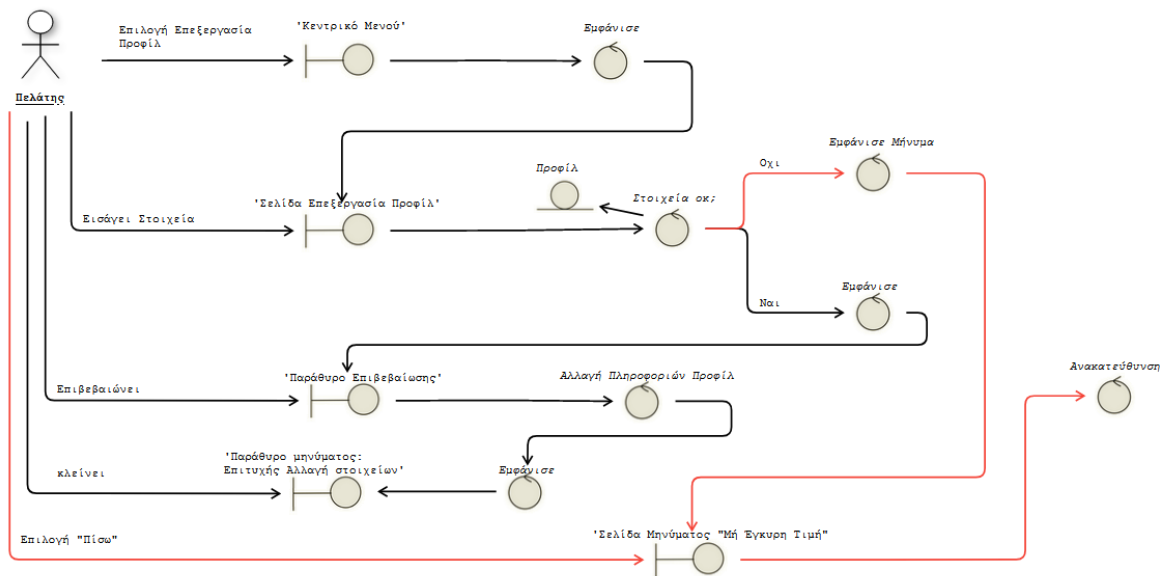 Επιλογή Επεξεργασία
Προφίλ
'Κεντρικό Μενού'
Εμφάνισε
Πελάτης
Εμφάνισε Μήνυμα
Οχι
Προφίλ
Στοιχεία οκ;
'Σελίδα Επεξεργασία Προφίλ'
Εισάγει Στοιχεία
Εμφάνισε
Ναι
Ανακατεύθυνση
'Παράθυρο Επιβεβαίωσης'
Αλλαγή Πληροφοριών Προφίλ
Επιβεβαιώνει
'Παράθυρο μηνύματος:
Επιτυχής Αλλαγή στοιχείων'
Εμφάνισε
κλείνει
Επιλογή "Πίσω"
'Σελίδα Μηνύματος "Μή Έγκυρη Τιμή"